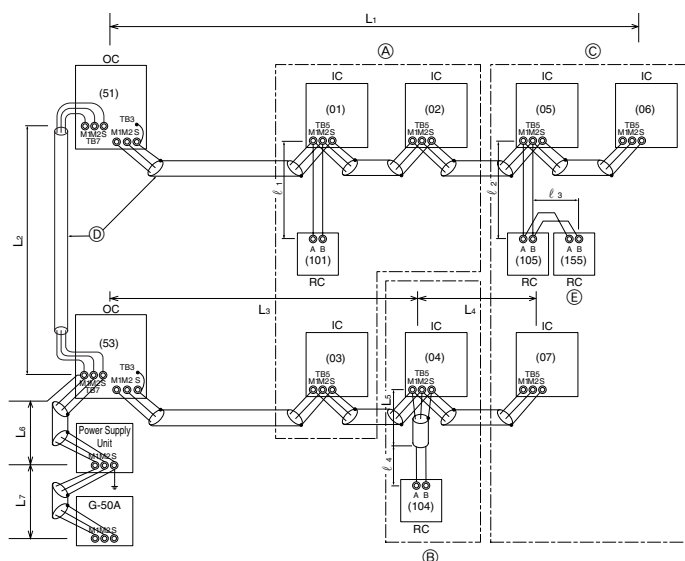 L1
A
C
OC
IC
IC
IC
IC
(51)
(01)
(02)
(05)
(06)
TB3
TB5
TB5
TB5
TB5
M1M2S
M1M2S
M1M2S
M1M2S
M1M2S
M1M2S
TB7
ℓ1
ℓ2
ℓ3
L2
D
A B
A B
A B
(101)
(105)
(155)
RC
RC
RC
E
L3
L4
OC
IC
IC
IC
(53)
(03)
(04)
(07)
TB3
TB5
TB5
TB5
M1M2S
M1M2S
M1M2S
M1M2S
M1M2S
TB7
L5
L6
Power Supply
Unit
M1M2S
ℓ4
L7
G-50A
A B
(104)
M1M2S
RC
B